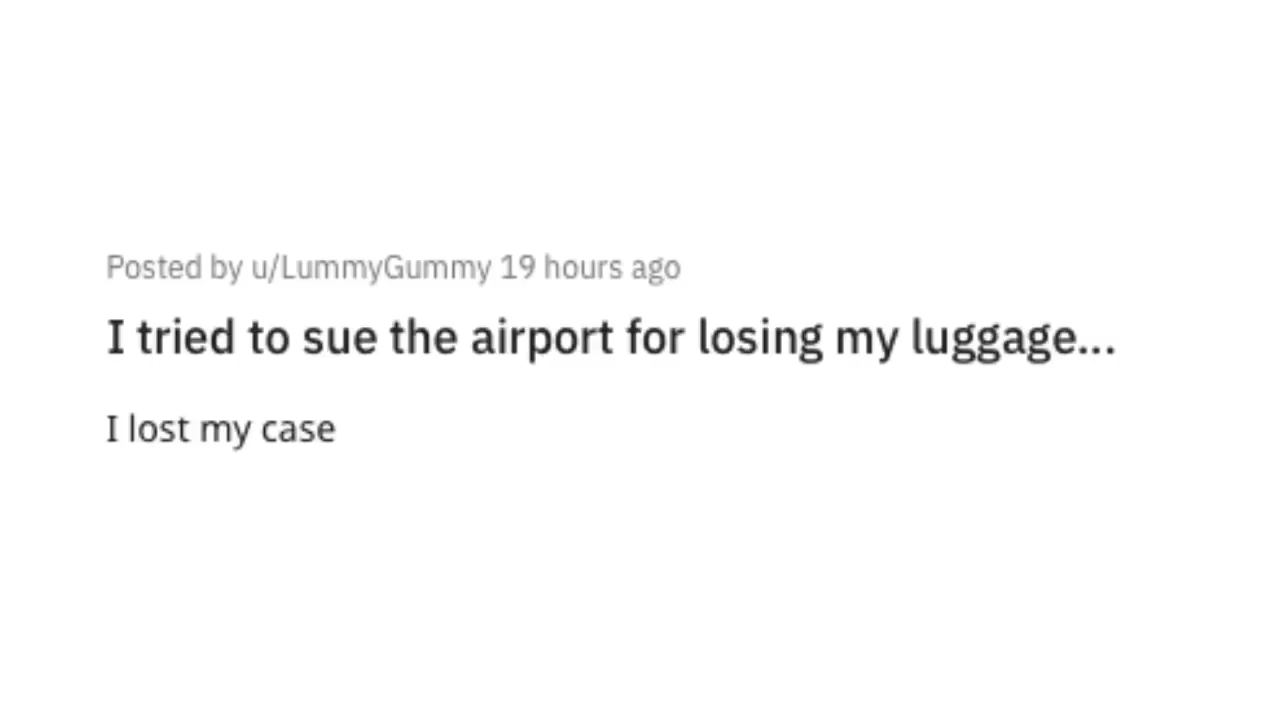 Posted by u/LummyGummy 19 hours ago
I tried to sue the airport for losing my luggage...
I lost my case